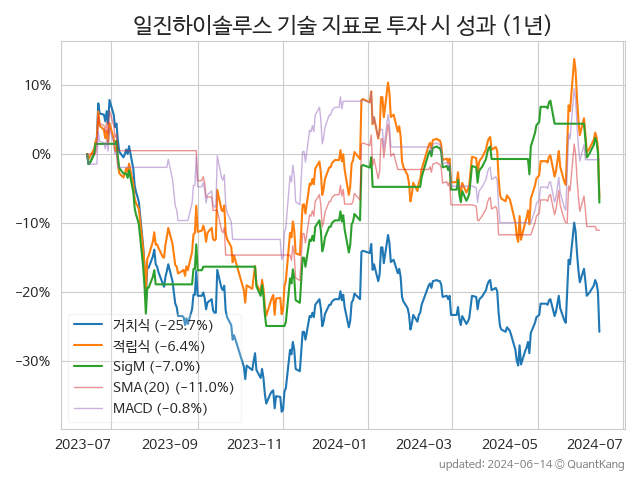 일진하이솔루스 기술 지표로 투자 시 성과 (1년)
10%
0%
−10%
−20%
−30%
거치식 (−25.7%)
적립식 (−6.4%)
SigM (−7.0%)
SMA(20) (−11.0%)
MACD (−0.8%)
2023-07 2023-09 2023-11 2024-01 2024-03 2024-05 2024-07
updated: 2024-06-14 ⓒ QuantKang